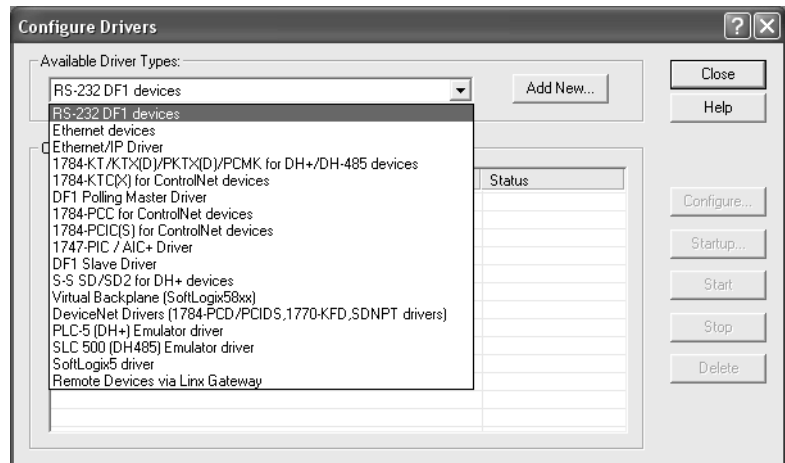 Configure Drivers
Available Driver Types:
RS-232 DF1 devices
Add New...
Close
Help
RS-232 DF1 devices
Ethernet devices
Ethernet/IP Driver
1784-KT/KTX(D)/PKTX(D)/PCMK for DH+/DH-485 devices
1784-KTC(X) for ControlNet devices
DF1 Polling Master Driver
1784-PCC for ControlNet devices
1784-PCIC(S) for ControlNet devices
1747-PIC / AIC+ Driver
DF1 Slave Driver
S-S SD/SD2 for DH+ devices
Virtual Backplane (SoftLogix58xx)
DeviceNet Drivers (1784-PCD/PCIDS,1770-KFD,SDNPT drivers)
PLC-5 (DH+) Emulator driver
SLC 500 (DH485) Emulator driver
SoftLogix5 driver
Remote Devices via Linx Gateway
Status
Configure...
Startup...
Start
Stop
Delete